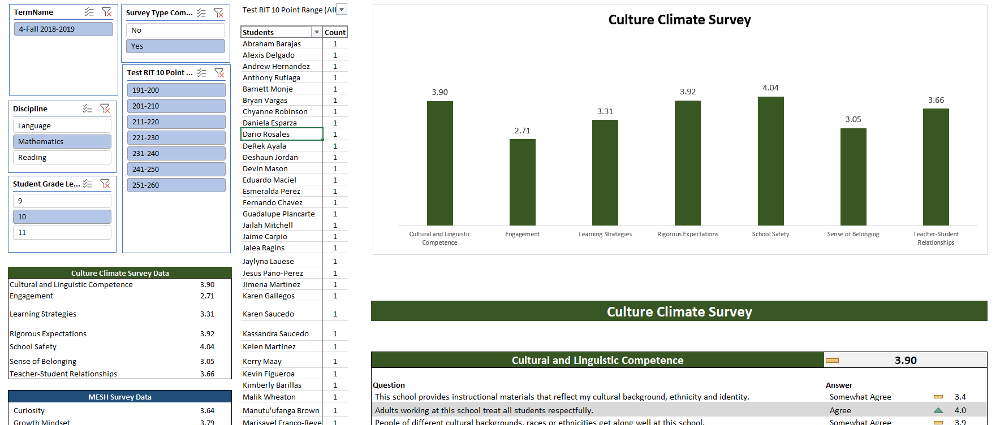 TermName
4-Fall 2018-2019
Survey Type Com...
No
Yes
Test RIT 10 Point ...
191-200
201-210
211-220
221-230
231-240
241-250
251-260
Discipline
Language
Mathematics
Reading
Student Grade Le...
9
10
11
Culture Climate Survey Data
Cultural and Linguistic Competence 3.90
Engagement 2.71
Learning Strategies 3.31
Rigorous Expectations 3.92
School Safety 4.04
Sense of Belonging 3.05
Teacher-Student Relationships 3.66
MESH Survey Data
Curiosity 3.64
Growth Mindset 3.79
Test RIT 10 Point Range (All
Students Count
Abraham Barajas 1
Alexis Delgado 1
Andrew Hernandez 1
Anthony Rutiaga 1
Barnett Monje 1
Bryan Vargas 1
Chyanne Robinson 1
Daniela Esparza 1
Dario Rosales 1
DeRek Ayala 1
Deshaun Jordan 1
Devin Mason 1
Eduardo Maciel 1
Esmeralda Perez 1
Fernando Chavez 1
Guadalupe Plancarte 1
Jailah Mitchell 1
Jaime Carpio 1
Jalea Ragins 1
Jaylyna Lauese 1
Jesus Pano-Perez 1
Jimena Martinez 1
Karen Gallegos 1
Karen Saucedo 1
Kassandra Saucedo 1
Kelen Martinez 1
Kerry Maay 1
Kevin Figueroa 1
Kimberly Barillas 1
Malik Wheaton 1
Manutu'ufanga Brown 1
Marisavel Franco-Reye 1
Culture Climate Survey
3.90 2.71 3.31 3.92 4.04 3.05 3.66
Cultural and Linguistic
Competence
Engagement
Learning Strategies
Rigorous Expectations
School Safety
Sense of Belonging
Teacher-Student
Relationships
Culture Climate Survey
Cultural and Linguistic Competence 3.90
Question Answer
This school provides instructional materials that reflect my cultural background, ethnicity and identity. Somewhat Agree 3.4
Adults working at this school treat all students respectfully. Agree 4.0
People of different cultural backgrounds, races or ethnicities get along well at this school. Somewhat Agree 3.9